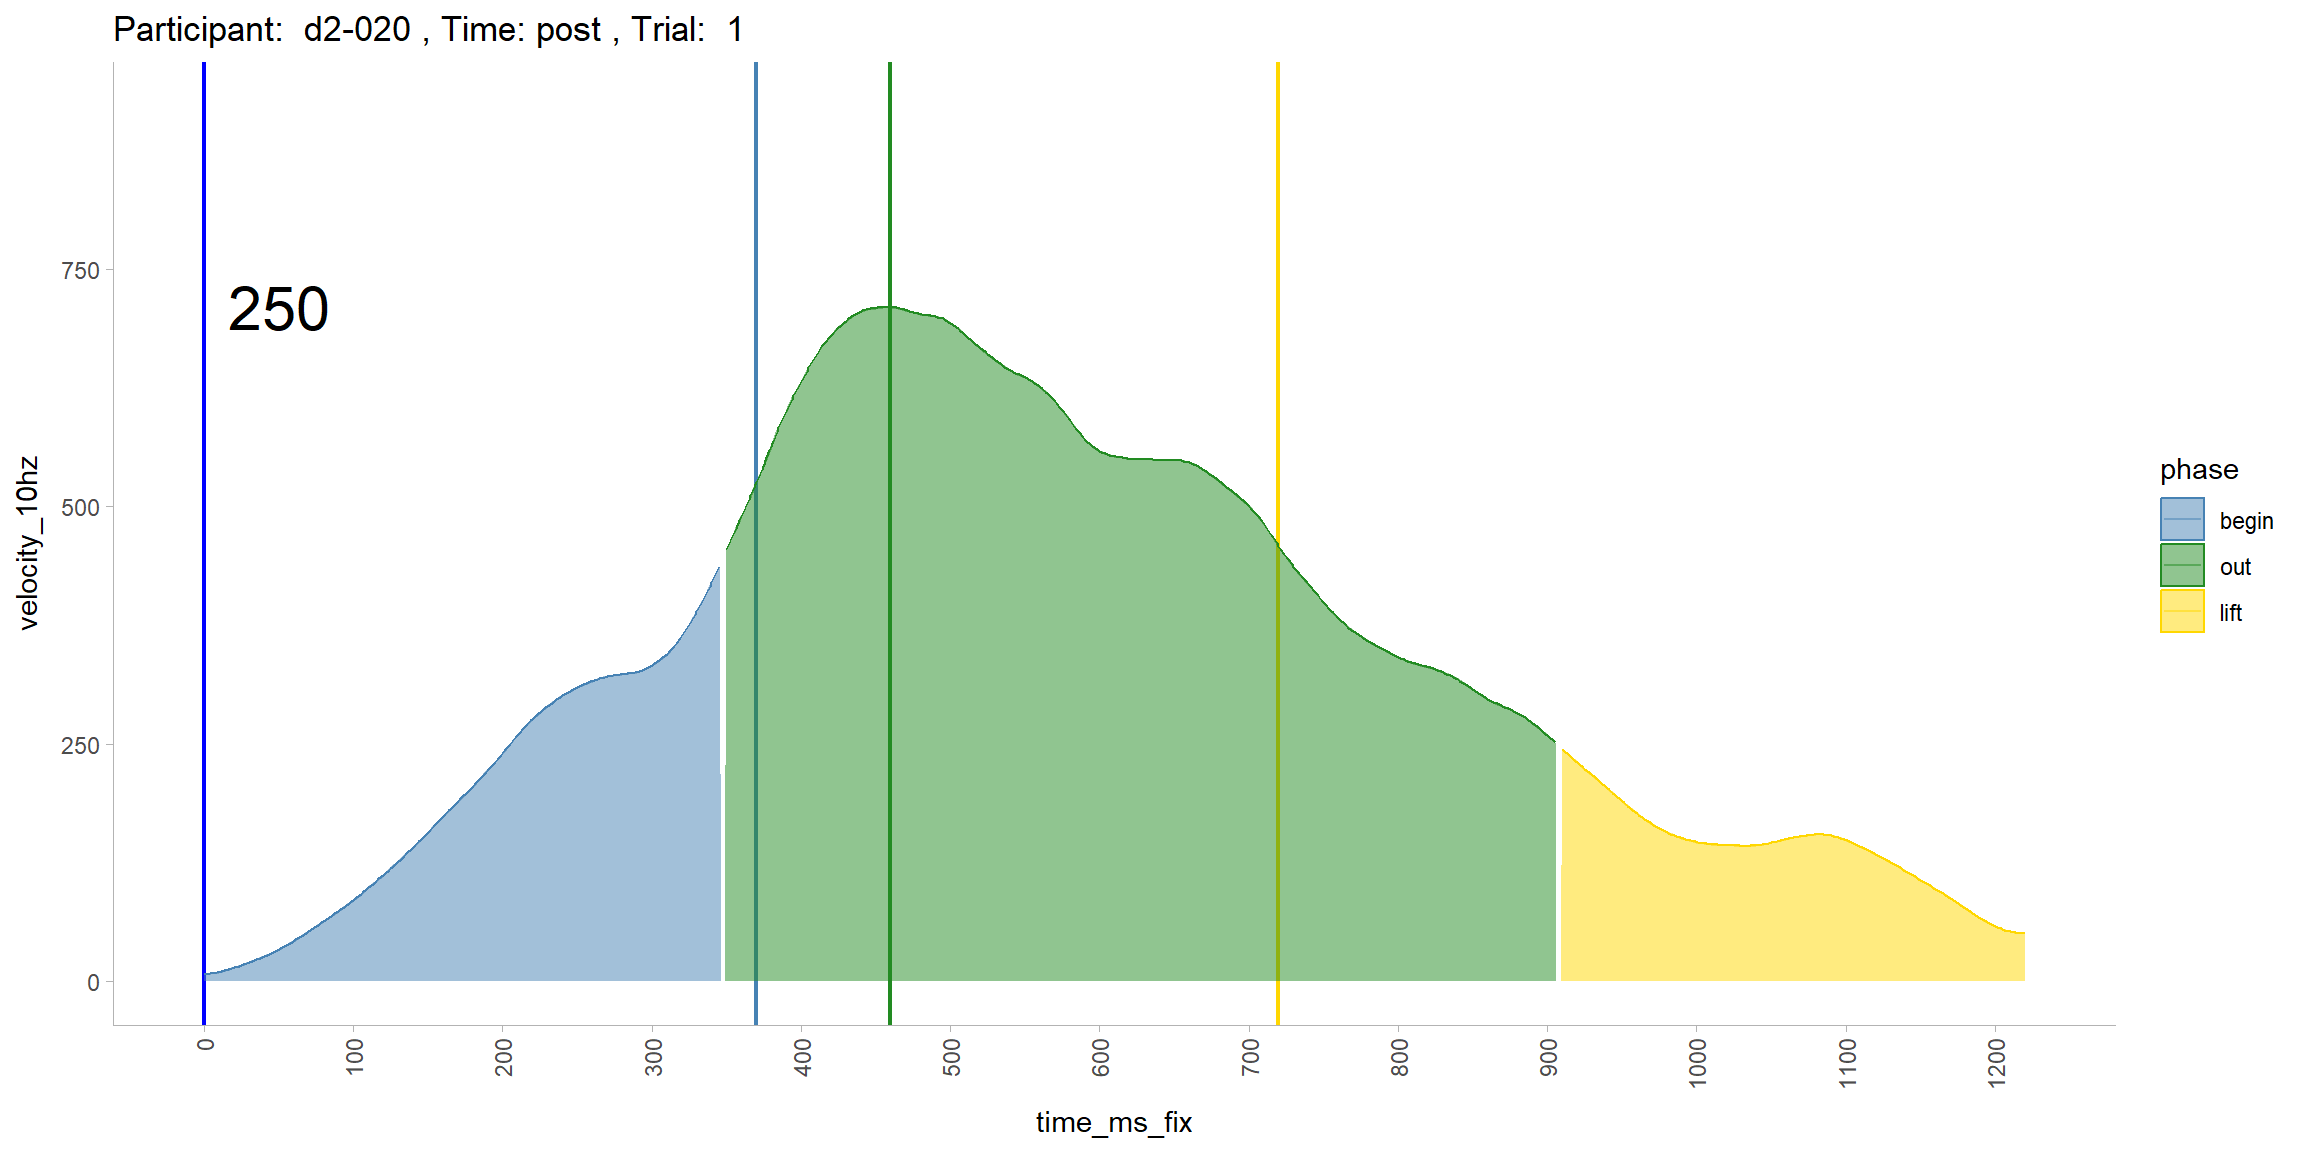 Participant:  d2-020 , Time: post , Trial:  1
velocity_10hz
750
500
250
0
250
0
100
200
300
400
500
600
700
800
900
1000
1100
1200
time_ms_fix
phase
begin
out
lift